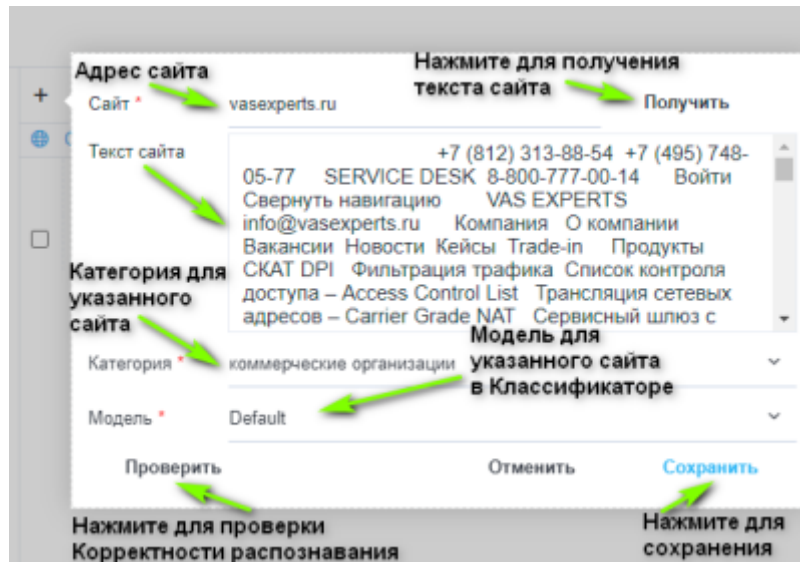 Адрес сайта
Нажмите для получения
текста сайта
Сайт *
vasexperts.ru
Получить
Текст сайта
+7 (812) 313-88-54 +7 (495) 748-
05-77 SERVICE DESK 8-800-777-00-14 Войти
Свернуть навигацию VAS EXPERTS
info@vasexperts.ru Компания О компании
Вакансии Новости Кейсы Trade-in Продукты
СКАТ DPI Фильтрация трафика Список контроля
доступа – Access Control List Трансляция сетевых
адресов – Carrier Grade NAT Сервисный шлюз с
Категория для
указанного
сайта
Модель для
указанного сайта
в Классификаторе
Категория *
коммерческие организации
Модель *
Default
Проверить
Отменить
Сохранить
Нажмите для проверки
Корректности распознавания
Нажмите для
сохранения